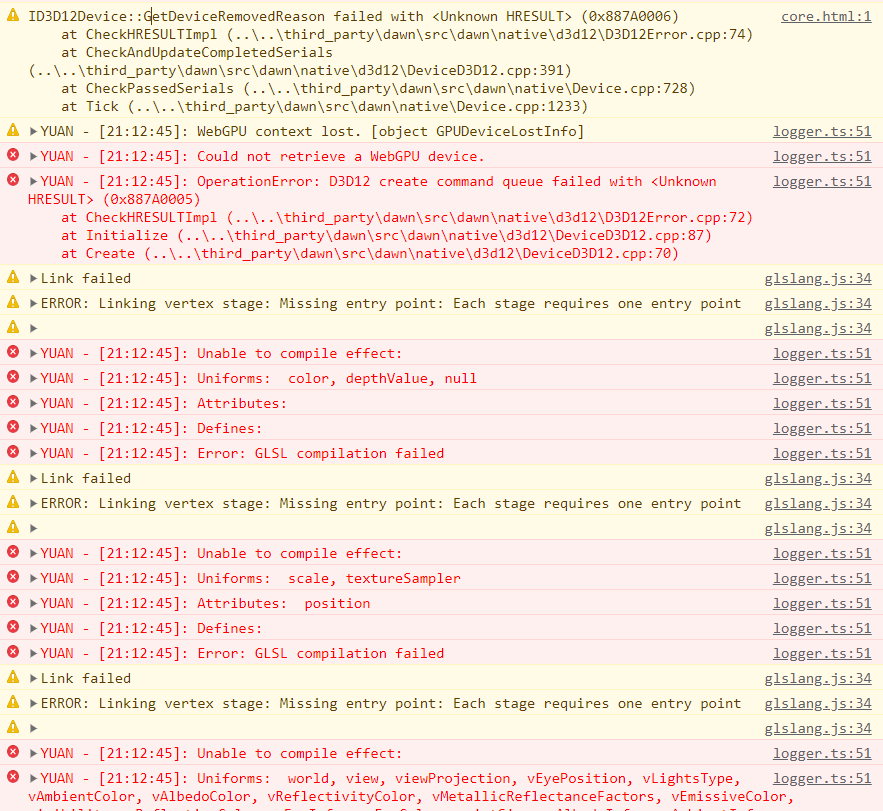 ID3D12Device::GetDeviceRemovedReason failed with <Unknown HRESULT> (0x887A0006) core.html:1
at CheckHRESULTImpl (..\..\third_party\dawn\src\dawn\native\d3d12\D3D12Error.cpp:74)
at CheckAndUpdateCompletedSerials
(..\..\third_party\dawn\src\dawn\native\d3d12\DeviceD3D12.cpp:391)
at CheckPassedSerials (..\..\third_party\dawn\src\dawn\native\Device.cpp:728)
at Tick (..\..\third_party\dawn\src\dawn\native\Device.cpp:1233)
YUAN - [21:12:45]: WebGPU context lost. [object GPUDeviceLostInfo] logger.ts:51
YUAN - [21:12:45]: Could not retrieve a WebGPU device. logger.ts:51
YUAN - [21:12:45]: OperationError: D3D12 create command queue failed with <Unknown logger.ts:51
HRESULT> (0x887A0005)
at CheckHRESULTImpl (..\..\third_party\dawn\src\dawn\native\d3d12\D3D12Error.cpp:72)
at Initialize (..\..\third_party\dawn\src\dawn\native\d3d12\DeviceD3D12.cpp:87)
at Create (..\..\third_party\dawn\src\dawn\native\d3d12\DeviceD3D12.cpp:70)
Link failed glslang.js:34
ERROR: Linking vertex stage: Missing entry point: Each stage requires one entry point glslang.js:34
glslang.js:34
YUAN - [21:12:45]: Unable to compile effect: logger.ts:51
YUAN - [21:12:45]: Uniforms:  color, depthValue, null logger.ts:51
YUAN - [21:12:45]: Attributes: logger.ts:51
YUAN - [21:12:45]: Defines: logger.ts:51
YUAN - [21:12:45]: Error: GLSL compilation failed logger.ts:51
Link failed glslang.js:34
ERROR: Linking vertex stage: Missing entry point: Each stage requires one entry point glslang.js:34
glslang.js:34
YUAN - [21:12:45]: Unable to compile effect: logger.ts:51
YUAN - [21:12:45]: Uniforms:  scale, textureSampler logger.ts:51
YUAN - [21:12:45]: Attributes:  position logger.ts:51
YUAN - [21:12:45]: Defines: logger.ts:51
YUAN - [21:12:45]: Error: GLSL compilation failed logger.ts:51
Link failed glslang.js:34
ERROR: Linking vertex stage: Missing entry point: Each stage requires one entry point glslang.js:34
glslang.js:34
YUAN - [21:12:45]: Unable to compile effect: logger.ts:51
YUAN - [21:12:45]: Uniforms:  world, view, viewProjection, vEyePosition, vLightsType, logger.ts:51
vAmbientColor, vAlbedoColor, vReflectivityColor, vMetallicReflectanceFactors, vEmissiveColor,